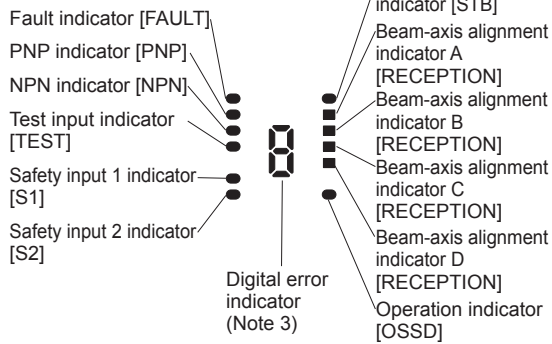 Fault indicator [FAULT]
PNP indicator [PNP]
NPN indicator [NPN]
Test input indicator
[TEST]
Safety input 1 indicator
[S1]
Safety input 2 indicator
[S2]
Digital error
indicator
(Note 3)
indicator [STB]
Beam-axis alignment
indicator A
[RECEPTION]
Beam-axis alignment
indicator B
[RECEPTION]
Beam-axis alignment
indicator C
[RECEPTION]
Beam-axis alignment
indicator D
[RECEPTION]
Operation indicator
[OSSD]